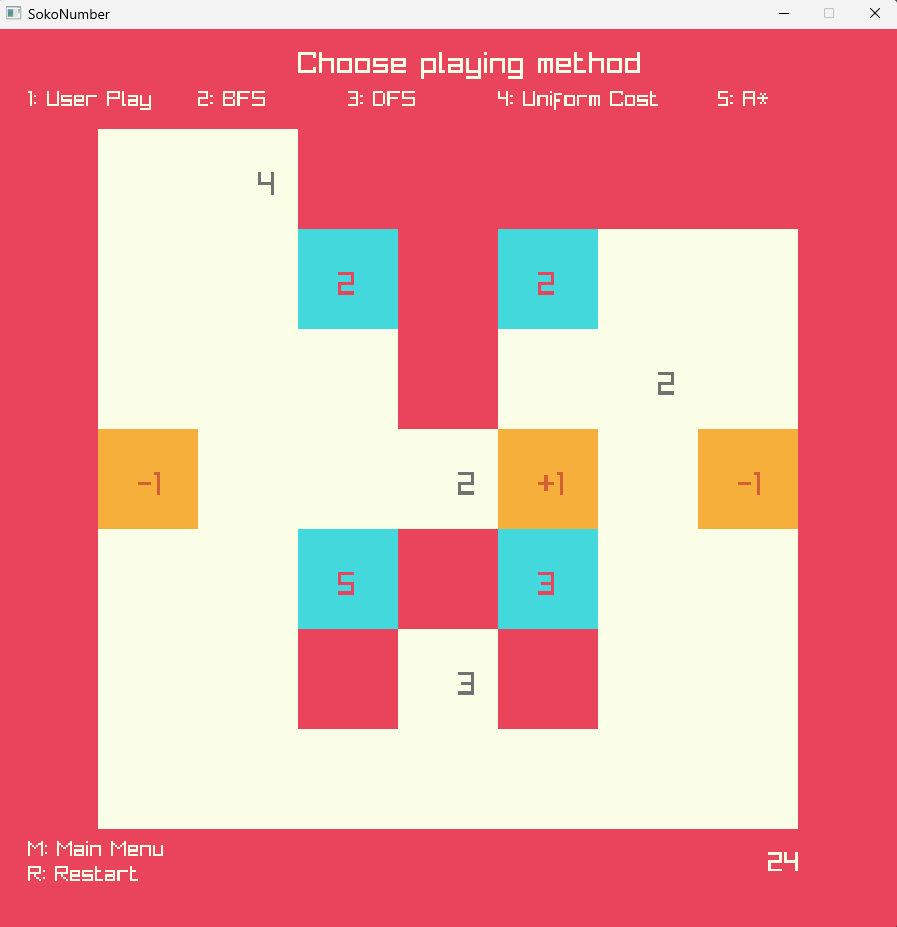 SokoNumber
Choose playing method
1: User Play 2: BFS 3: DFS 4: Uniform Cost 5: A*
4
2 2
2
-1 2 +1 -1
5 3
3
M: Main Menu
24
R: Restart